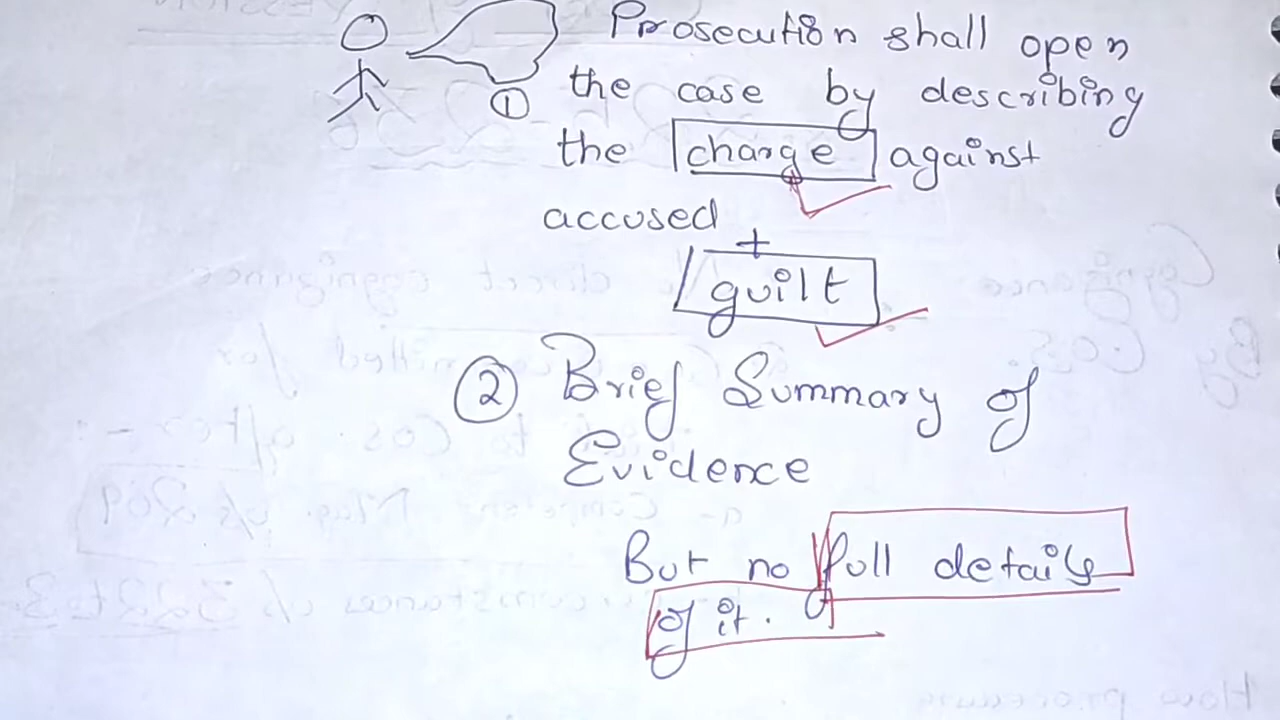 Prosecution shall open
① the case by describing
the charge against
accused
+
guilt
② Brief Summary of
Evidence
But no full details
of it.